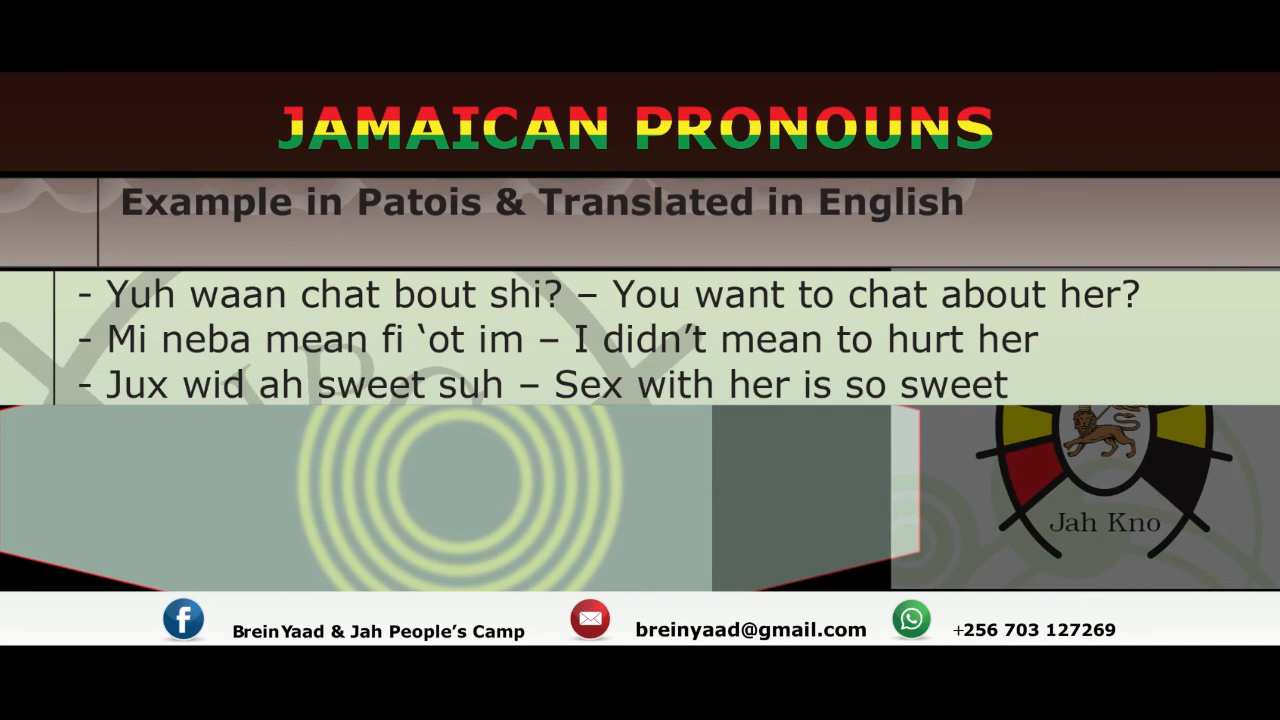 JAMAICAN PRONOUNS
Example in Patois & Translated in English
- Yuh waan chat bout shi? – You want to chat about her?
- Mi neba mean fi ‘ot im – I didn’t mean to hurt her
- Jux wid ah sweet suh – Sex with her is so sweet
Jah Kno
BreinYaad & Jah People’s Camp
breinyaad@gmail.com
+256 703 127269